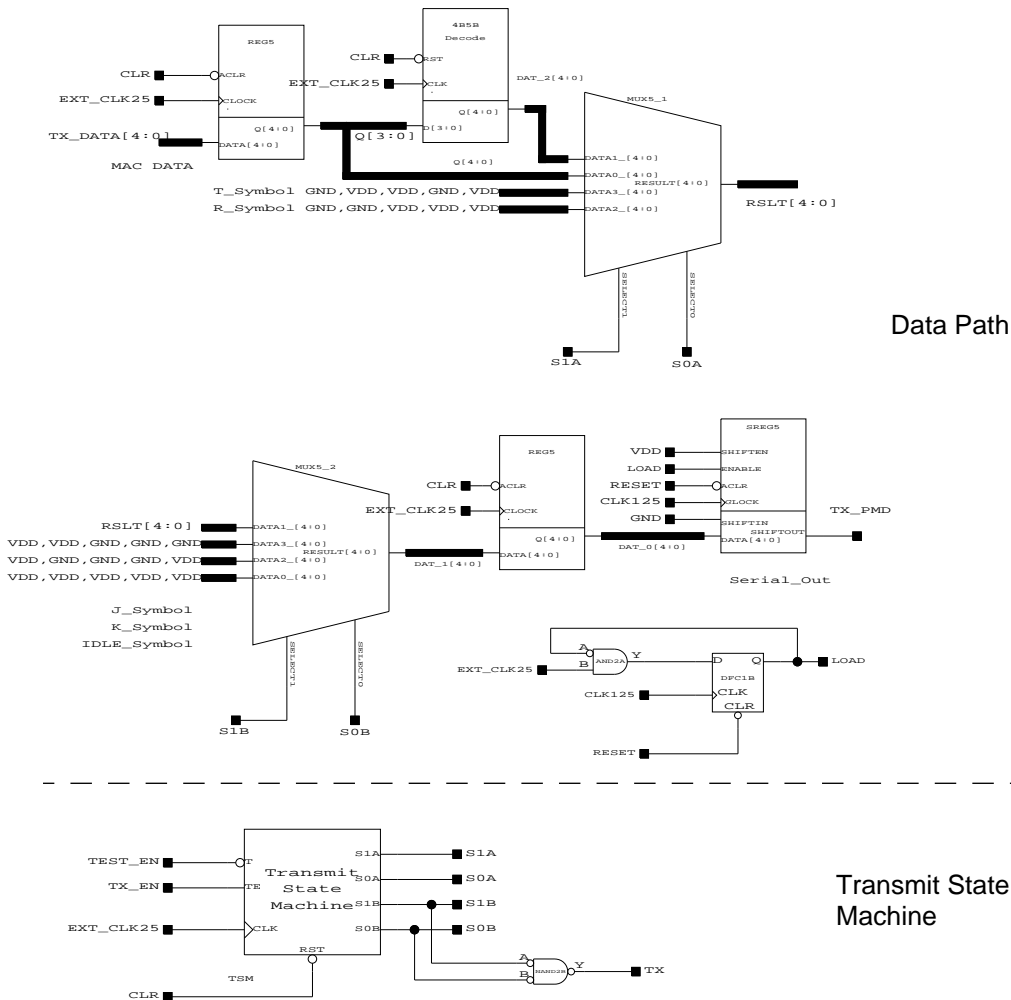 4B5B
Decode
REG5
CLR
RST
CLR
ACLR
EXT_CLK25
CLK
DAT_2[4:0]
EXT_CLK25
CLOCK
MUX5_1
Q[4:0]
D[3:0]
Q[3:0]
TX_DATA[4:0]
DATA[4:0]
MAC DATA
Q[4:0]
DATA1_[4:0]
DATA0_[4:0]
RESULT[4:0]
T_Symbol GND,VDD,VDD,GND,VDD
DATA3_[4:0]
R_Symbol GND,GND,VDD,VDD,VDD
DATA2_[4:0]
RSLT[4:0]
SELECT1
SELECT0
Data Path
S1A
S0A
SREG5
REG5
MUX5_2
VDD
SHIFTEN
LOAD
ENABLE
CLR
ACLR
RESET
ACLR
EXT_CLK25
CLOCK
CLK125
GLOCK
TX_PMD
GND
SHIFTIN
RSLT[4:0]
DATA1_[4:0]
VDD,VDD,GND,GND,GND
DATA3_[4:0]
RESULT[4:0]
Q[4:0]
SHIFTOUT
DATA[4:0]
VDD,GND,GND,GND,VDD
DATA2_[4:0]
DAT_1[4:0]
DATA[4:0]
DAT_0[4:0]
VDD,VDD,VDD,VDD,VDD
DATA0_[4:0]
Serial_Out
J_Symbol
K_Symbol
IDLE_Symbol
SELECT1
SELECT0
A
B
AND2A
Y
EXT_CLK25
D
Q
LOAD
DFC1B
CLK125
CLK
CLR
S1B
S0B
RESET
TEST_EN
T
Transmit
State
Machine
S1A
S1A
TX_EN
TE
S0A
S0A
S1B
S1B
EXT_CLK25
CLK
S0B
S0B
RST
Transmit State
Machine
A
B
NAND2B
Y
TX
TSM
CLR